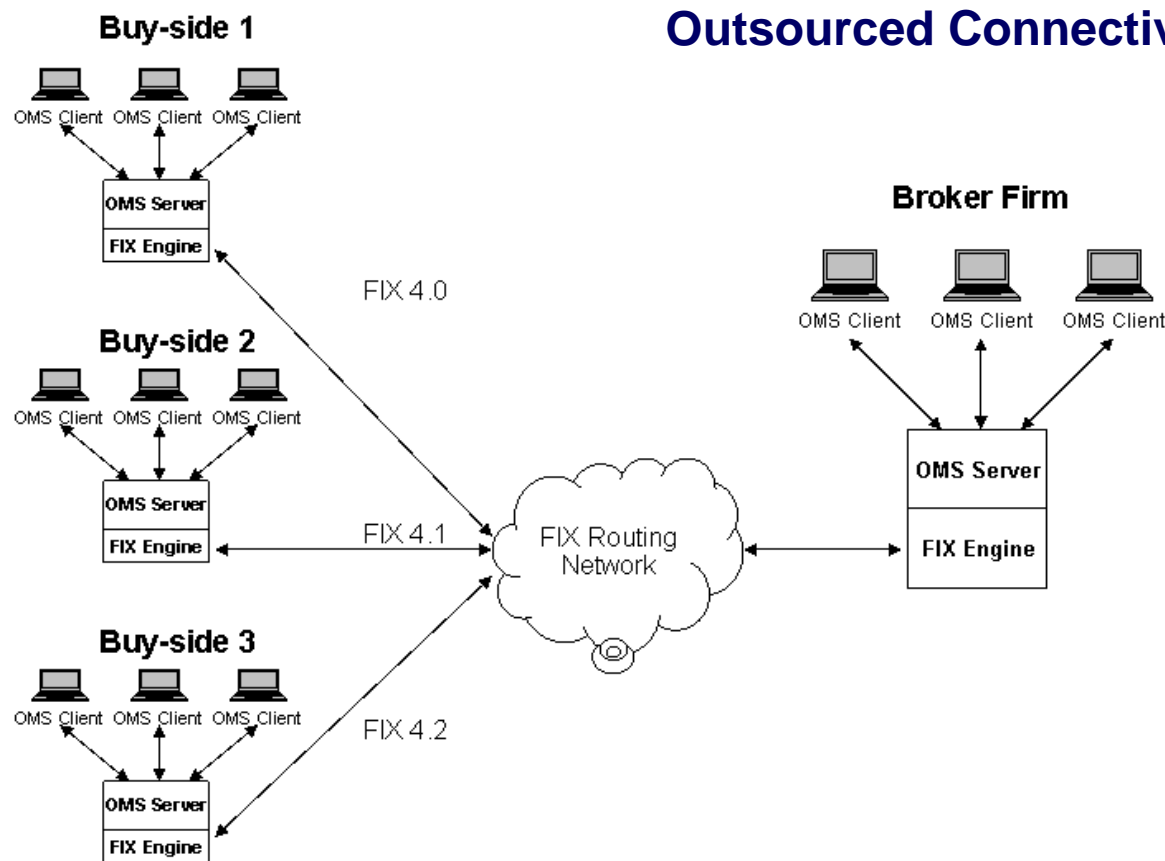 Outsourced Connectiv
Buy-side 1
OMS Client OMS Client OMS Client
OMS Server
FIX Engine
FIX 4.0
Buy-side 2
OMS Client OMS Client OMS Client
OMS Server
FIX Engine
FIX 4.1
Buy-side 3
OMS Client OMS Client OMS Client
OMS Server
FIX Engine
FIX 4.2
FIX Routing
Network
Broker Firm
OMS Client OMS Client OMS Client
OMS Server
FIX Engine